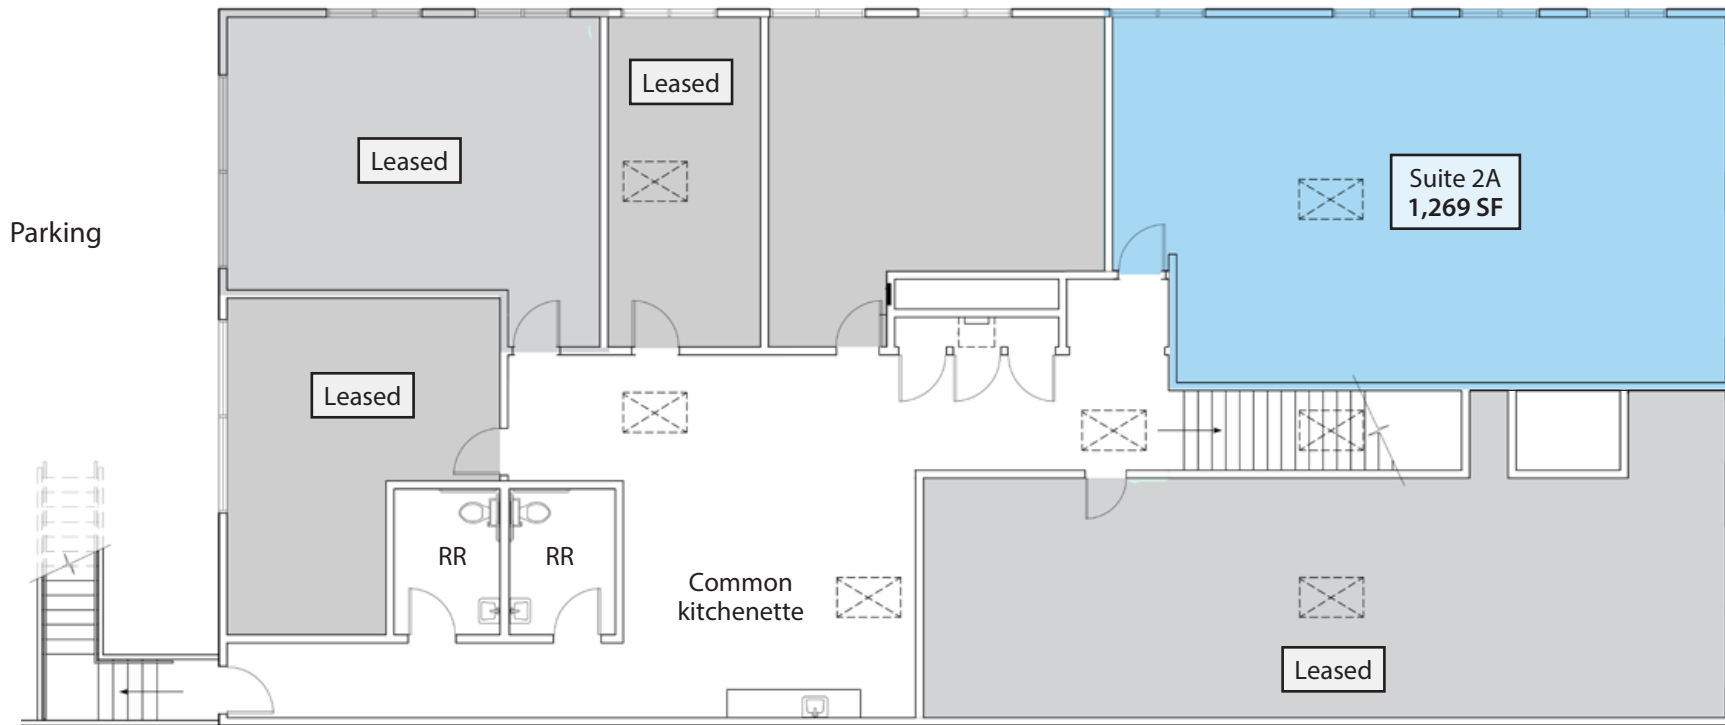 Leased
Leased
Suite 2A
1,269 SF
Parking
Leased
RR
RR
Common
kitchenette
Leased